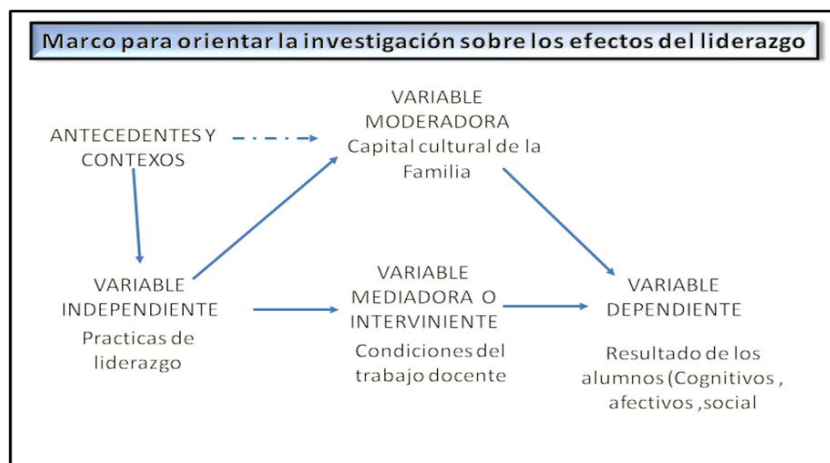 Marco para orientar la investigación sobre los efectos del liderazgo
ANTECEDENTES Y
CONTEXOS
VARIABLE
MODERADORA
Capital cultural de la
Familia
VARIABLE
INDEPENDIENTE
Practicas de
liderazgo
VARIABLE
MEDIADORA O
INTERVINIENTE
Condiciones del
trabajo docente
VARIABLE
DEPENDIENTE
Resultado de los
alumnos (Cognitivos ,
afectivos ,social